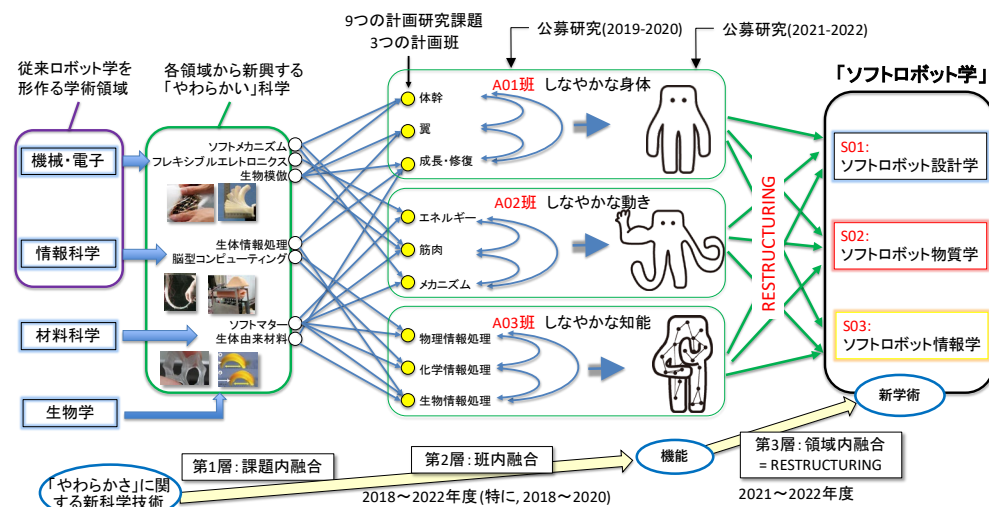 9つの計画研究課題
3つの計画班
公募研究(2019-2020)
公募研究(2021-2022)
従来ロボット学を
形作る学術領域
各領域から新興する
「やわらかい」科学
「ソフトロボット学」
機械・電子
情報科学
材料科学
生物学
ソフトメカニズム
フレキシブルエレトロニクス
生物模倣
生体情報処理
脳型コンピューティング
ソフトマター
生体由来材料
A01班 しなやかな身体
体幹
翼
成長・修復
A02班 しなやかな動き
エネルギー
筋肉
メカニズム
A03班 しなやかな知能
物理情報処理
化学情報処理
生物情報処理
RESTRUCTURING
S01:
ソフトロボット設計学
S02:
ソフトロボット物質学
S03:
ソフトロボット情報学
新学術
機能
「やわらかさ」に関
する新科学技術
第1層:課題内融合
第2層:班内融合
2018～2022年度(特に, 2018～2020)
第3層:領域内融合
= RESTRUCTURING
2021～2022年度